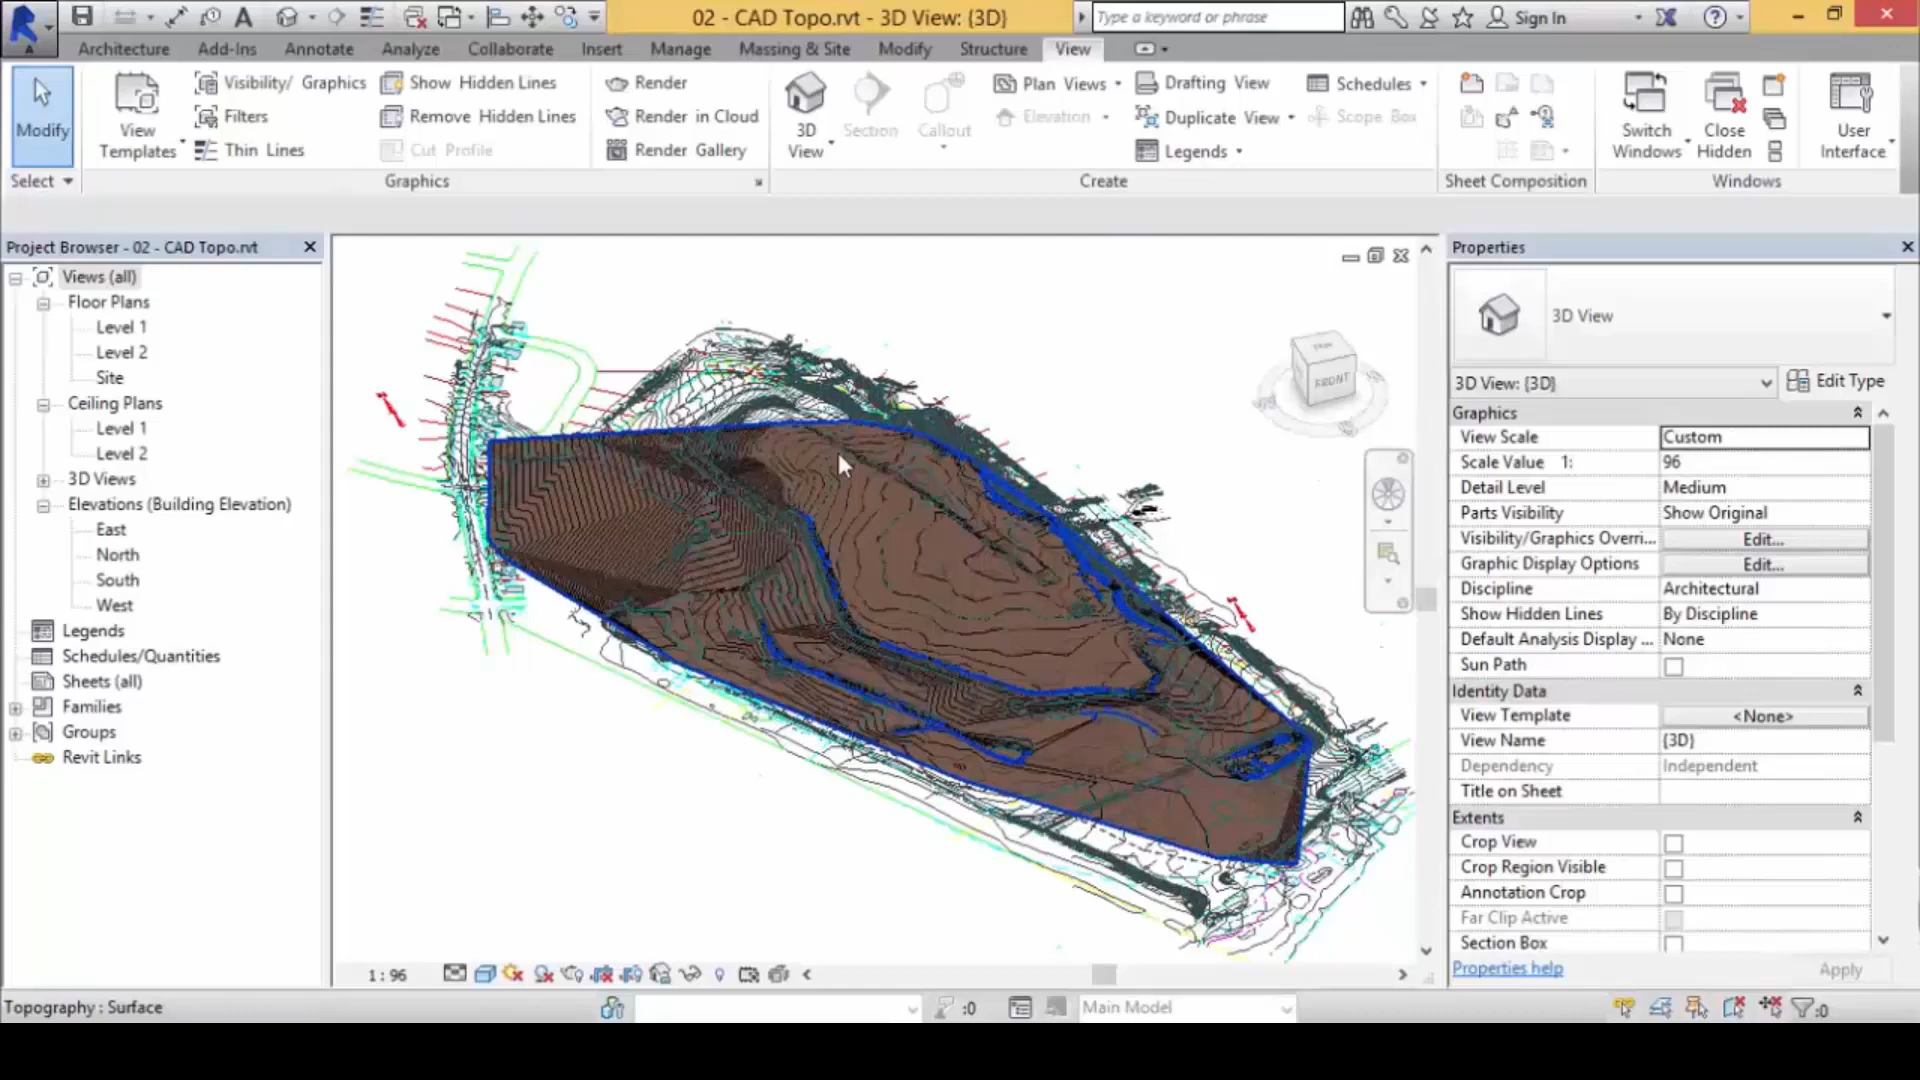 02 - CAD Topo.rvt - 3D View: {3D}
Type a keyword or phrase
Sign In
Architecture
Add-Ins
Annotate
Analyze
Collaborate
Insert
Manage
Massing & Site
Modify
Structure
View
Modify
Select
View
Templates
Visibility/ Graphics
Filters
Thin Lines
Show Hidden Lines
Remove Hidden Lines
Cut Profile
Graphics
Render
Render in Cloud
Render Gallery
3D
View
Section
Callout
Plan Views
Elevation
Drafting View
Duplicate View
Legends
Schedules
Scope Box
Create
Sheet Composition
Switch
Windows
Close
Hidden
User
Interface
Windows
Project Browser - 02 - CAD Topo.rvt
Views (all)
Floor Plans
Level 1
Level 2
Site
Ceiling Plans
Level 1
Level 2
3D Views
Elevations (Building Elevation)
East
North
South
West
Legends
Schedules/Quantities
Sheets (all)
Families
Groups
Revit Links
FRONT
Properties
3D View
3D View: {3D}
Edit Type
Graphics
View Scale Custom
Scale Value 1: 96
Detail Level Medium
Parts Visibility Show Original
Visibility/Graphics Overri... Edit...
Graphic Display Options Edit...
Discipline Architectural
Show Hidden Lines By Discipline
Default Analysis Display ... None
Sun Path
Identity Data
View Template <None>
View Name {3D}
Dependency Independent
Title on Sheet
Extents
Crop View
Crop Region Visible
Annotation Crop
Far Clip Active
Section Box
Properties help
Apply
1 : 96
Topography : Surface
:0
Main Model
:0